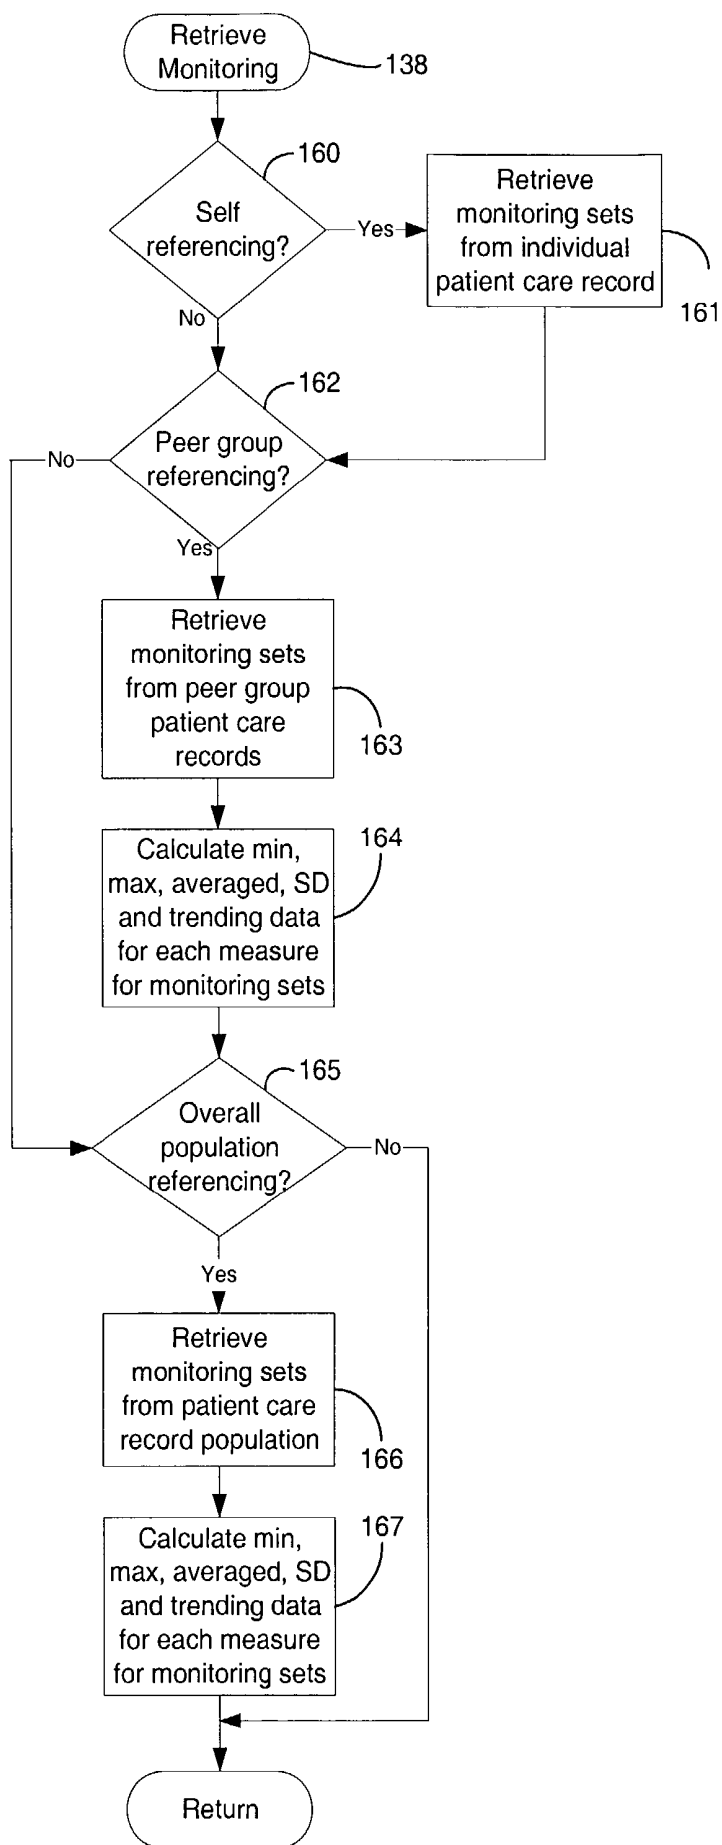 Retrieve
Monitoring
138
160
Self
referencing?
Yes
Retrieve
monitoring sets
from individual
patient care record
161
No
162
Peer group
referencing?
No
Yes
Retrieve
monitoring sets
from peer group
patient care
records
163
164
Calculate min,
max, averaged, SD
and trending data
for each measure
for monitoring sets
165
Overall
population
referencing?
No
Yes
Retrieve
monitoring sets
from patient care
record population
166
167
Calculate min,
max, averaged, SD
and trending data
for each measure
for monitoring sets
Return